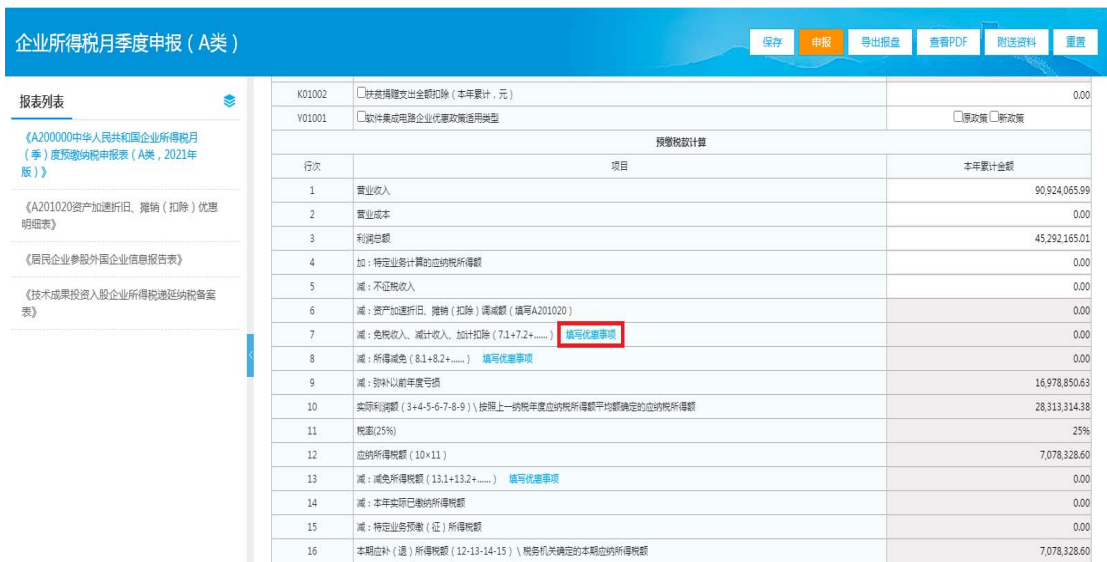 企业所得税月季度申报（A类）
保存 申报 导出报盘 查看PDF 附送资料 重置
报表列表
《A200000中华人民共和国企业所得税月
（季）度预缴纳税申报表（A类，2021年
版）》
《A201020资产加速折旧、摊销（扣除）优惠
明细表》
《居民企业参股外国企业信息报告表》
《技术成果投资入股企业所得税递延纳税备案
表》
K01002 扶贫捐赠支出全额扣除（本年累计，元） 0.00
Y01001 软件集成电路企业优惠政策适用类型 原政策 新政策
预缴税款计算
行次 项目 本年累计金额
1 营业收入 90,924,065.99
2 营业成本 0.00
3 利润总额 45,292,165.01
4 加：特定业务计算的应纳税所得额 0.00
5 减：不征税收入 0.00
6 减：资产加速折旧、摊销（扣除）调减额（填写A201020） 0.00
7 减：免税收入、减计收入、加计扣除（7.1+7.2+......） 填写优惠事项 0.00
8 减：所得减免（8.1+8.2+......） 填写优惠事项 0.00
9 减：弥补以前年度亏损 16,978,850.63
10 实际利润额（3+4-5-6-7-8-9）\ 按照上一纳税年度应纳税所得额平均额确定的应纳税所得额 28,313,314.38
11 税率(25%) 25%
12 应纳所得税额（10×11） 7,078,328.60
13 减：减免所得税额（13.1+13.2+......） 填写优惠事项 0.00
14 减：本年实际已缴纳所得税额 0.00
15 减：特定业务预缴（征）所得税额 0.00
16 本期应补（退）所得税额（12-13-14-15）\ 税务机关确定的本期应纳所得税额 7,078,328.60